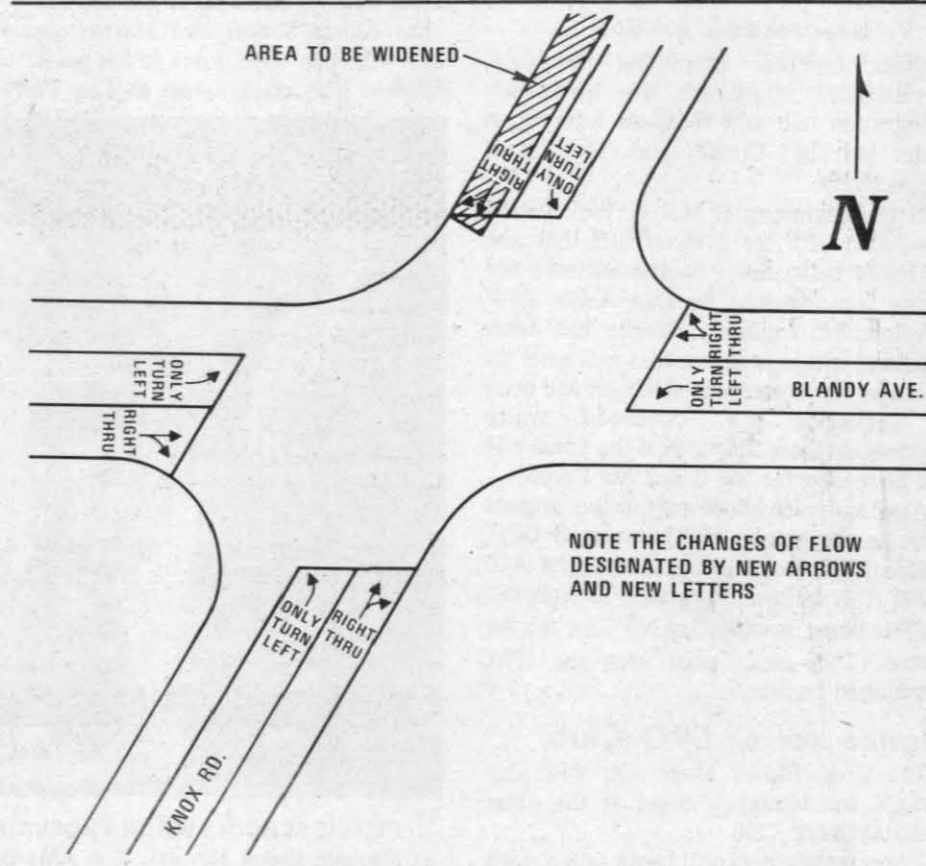 AREA TO BE WIDENED
RIGHT
THRU
ONLY
TURN
LEFT
N
ONLY
TURN
LEFT
RIGHT
THRU
RIGHT
THRU
ONLY
TURN
LEFT
BLANDY AVE.
NOTE THE CHANGES OF FLOW
DESIGNATED BY NEW ARROWS
AND NEW LETTERS
ONLY
TURN
LEFT
RIGHT
THRU
KNOX RD.